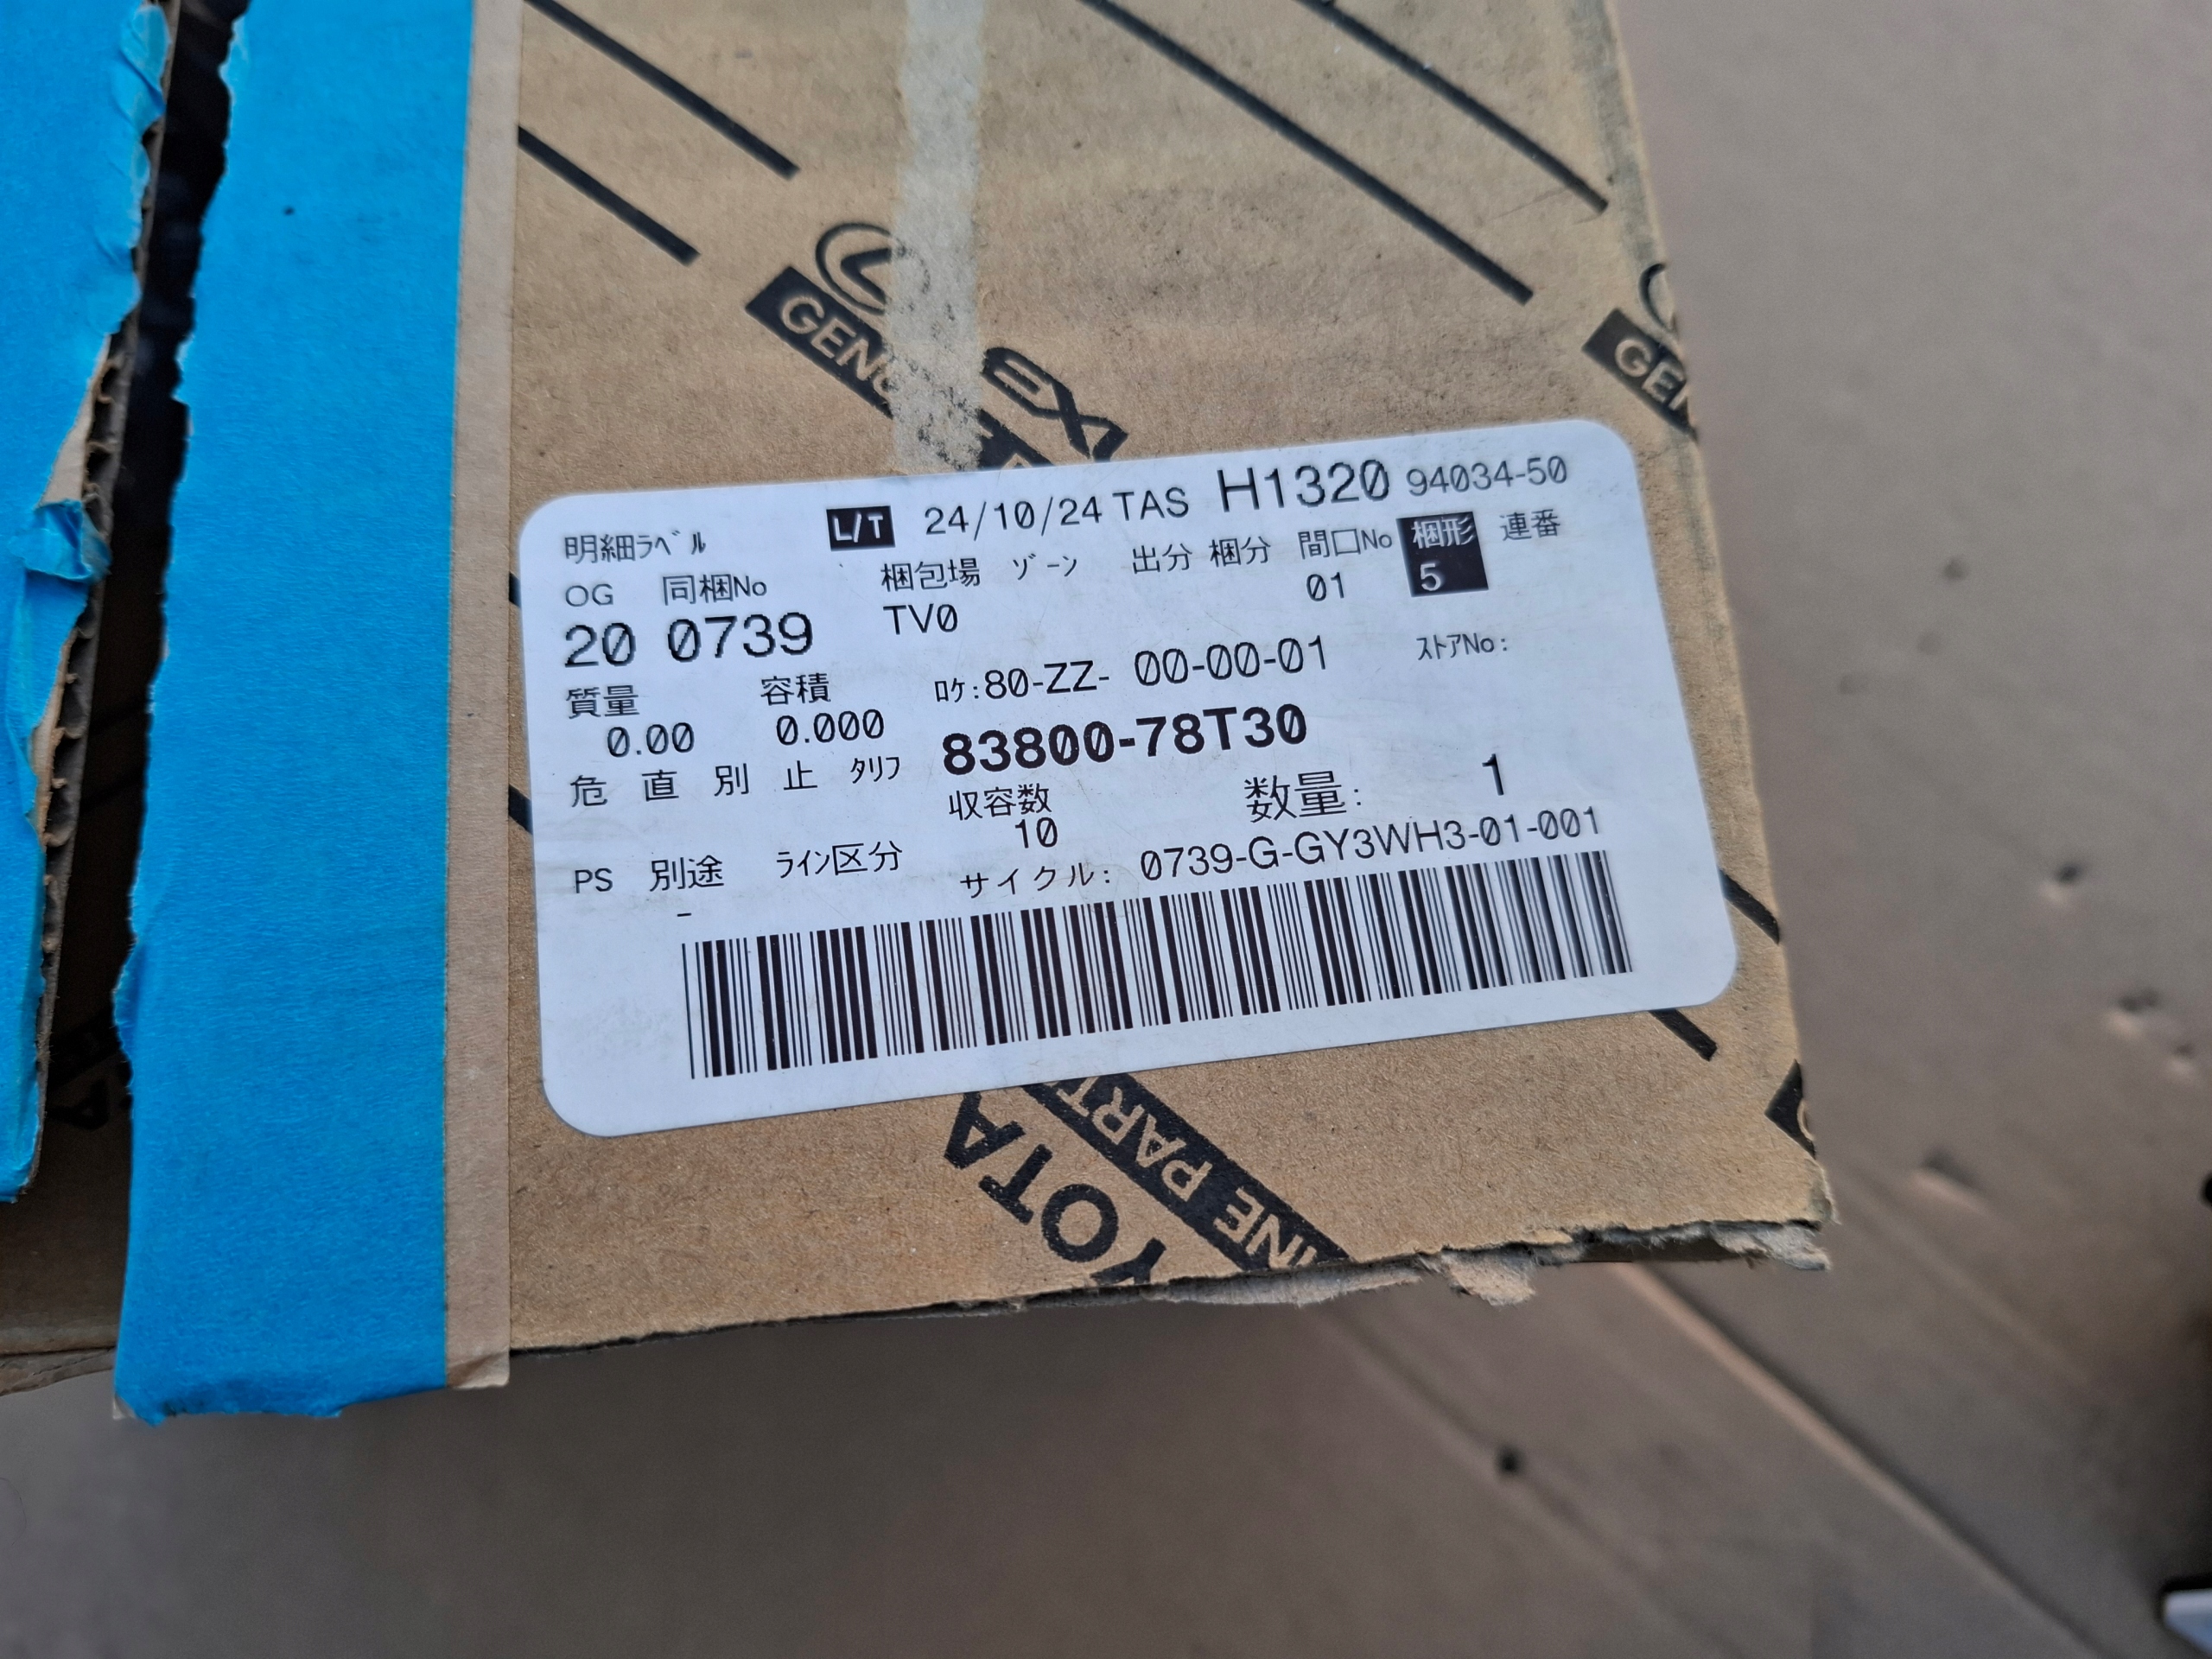 GENU
EX
GEN
明細ラベル L/T 24/10/24 TAS H1320 94034-50
OG 同梱No 梱包場 ゾーン 出分 梱分 間口No 梱形 連番
20 0739 TV0 01 5
質量 容積 ロケ:80-ZZ- 00-00-01 ストアNo:
0.00 0.000 83800-78T30
危 直 別 止 タリフ 収容数 数量: 1
10
PS 別途 ライン区分 サイクル: 0739-G-GY3WH3-01-001
-
YOTA
INE PART